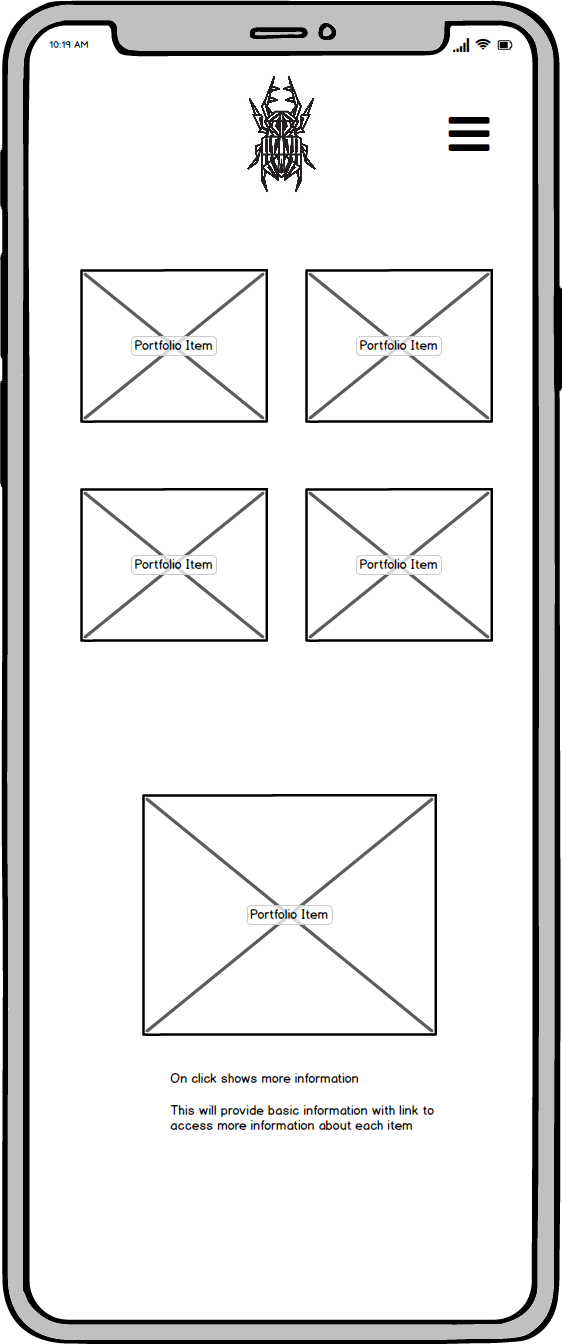 10:19 AM
Portfolio Item
Portfolio Item
Portfolio Item
Portfolio Item
Portfolio Item
On click shows more information
This will provide basic information with link to
access more information about each item